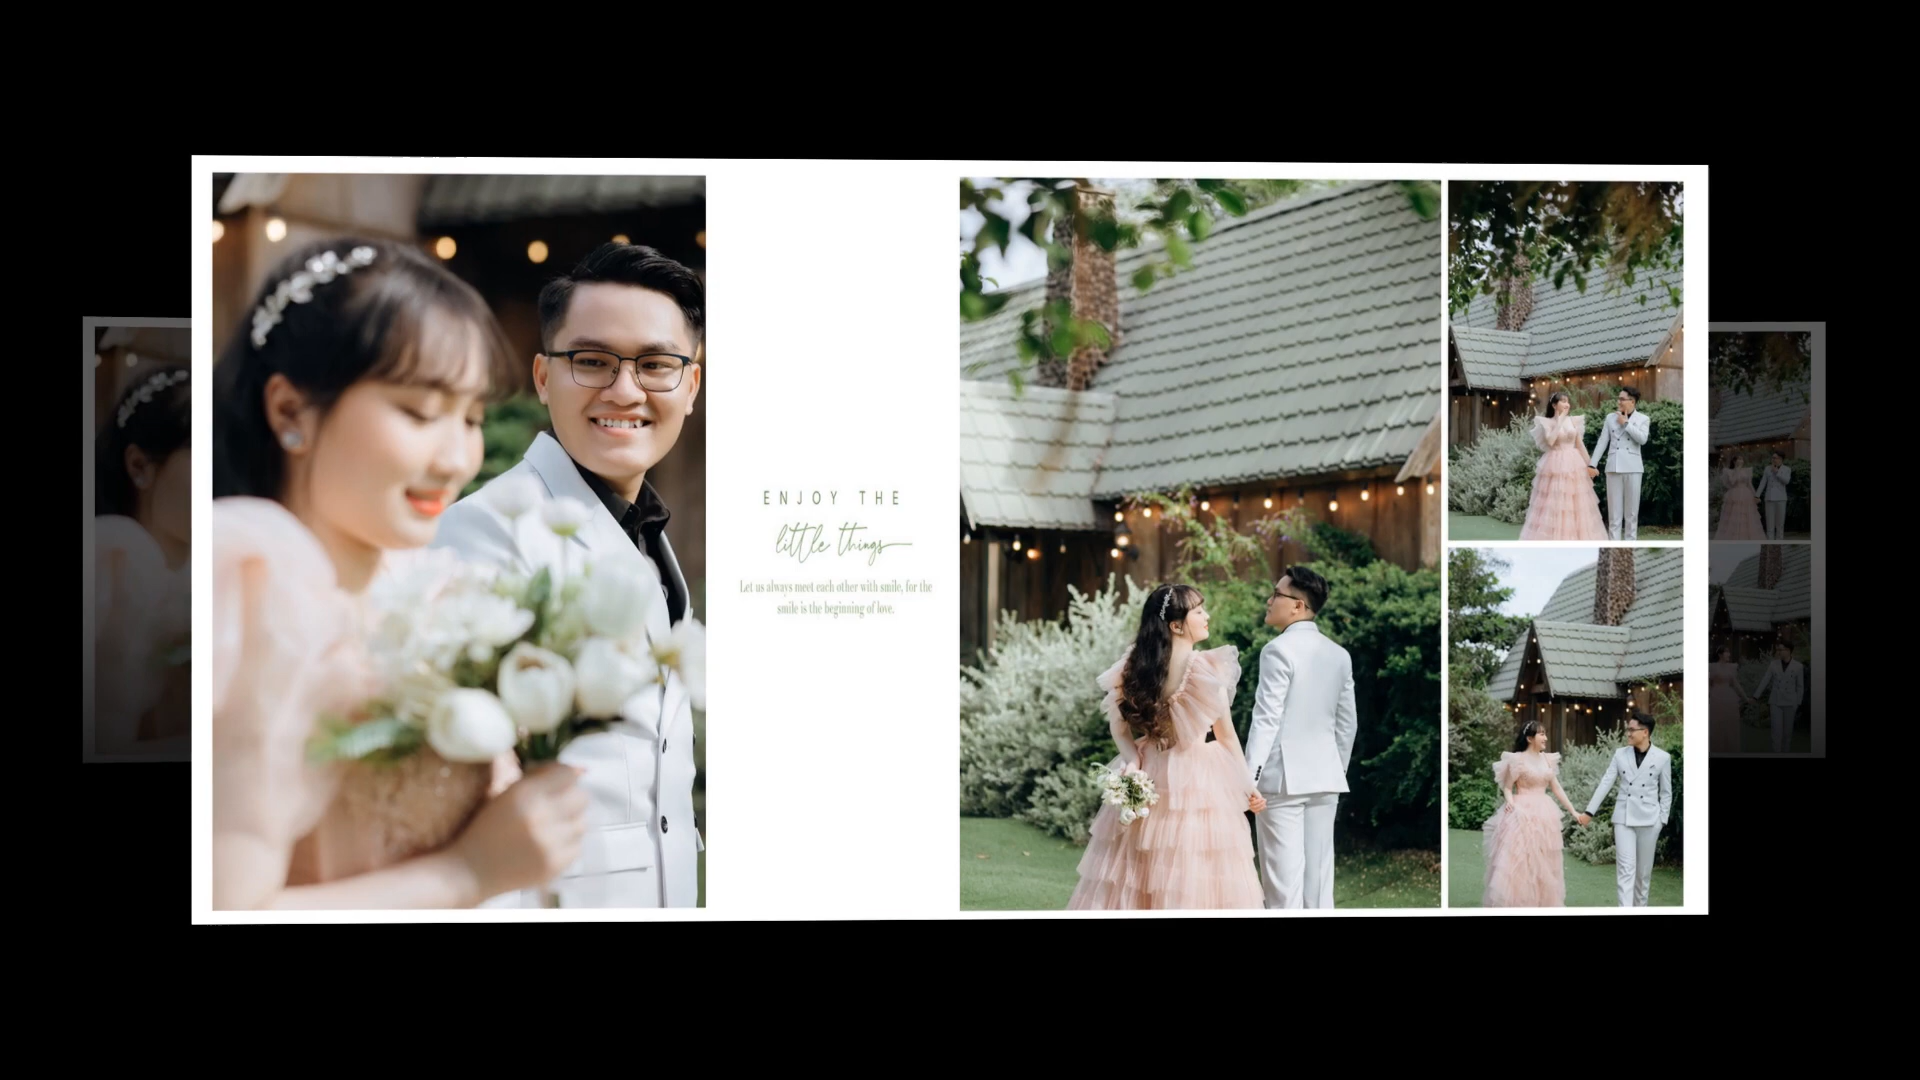 ENJOY THE
little things
Let us always meet each other with smile, for the
smile is the beginning of love.